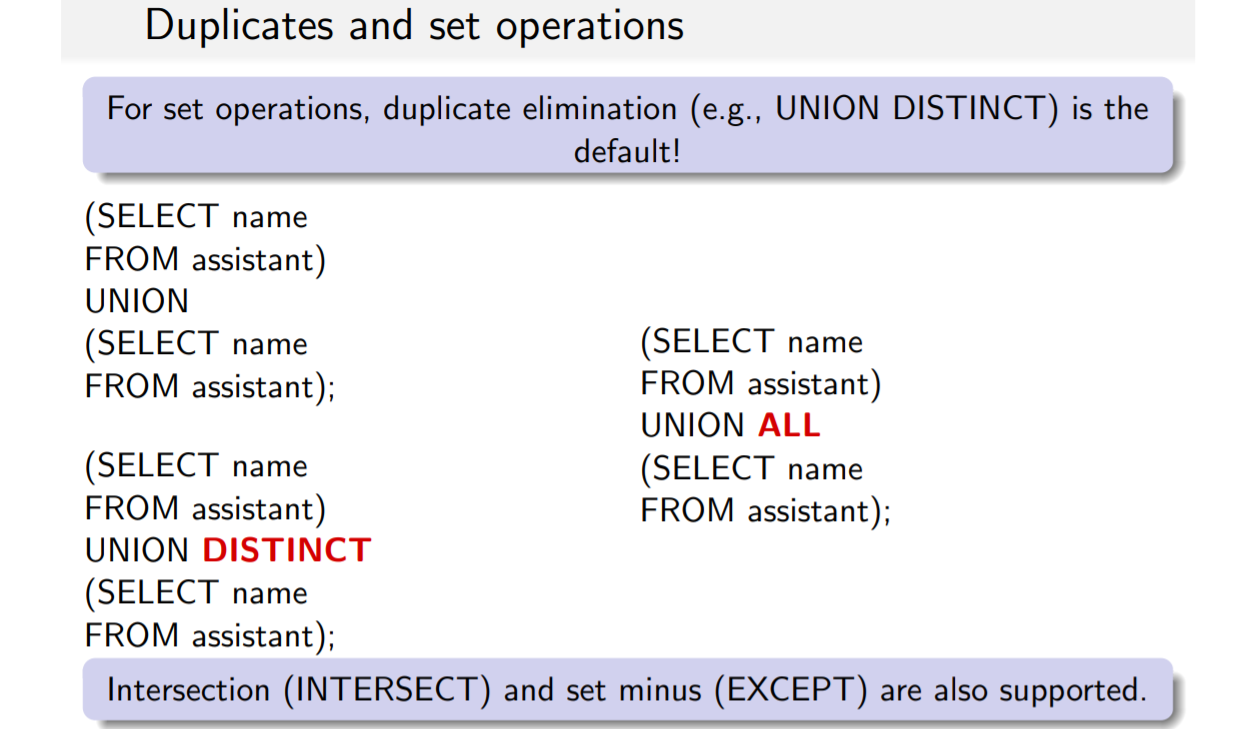 Duplicates and set operations
For set operations, duplicate elimination (e.g., UNION DISTINCT) is the
default!
(SELECT name
FROM assistant)
UNION
(SELECT name
FROM assistant);
(SELECT name
FROM assistant)
UNION DISTINCT
(SELECT name
FROM assistant);
(SELECT name
FROM assistant)
UNION ALL
(SELECT name
FROM assistant);
Intersection (INTERSECT) and set minus (EXCEPT) are also supported.